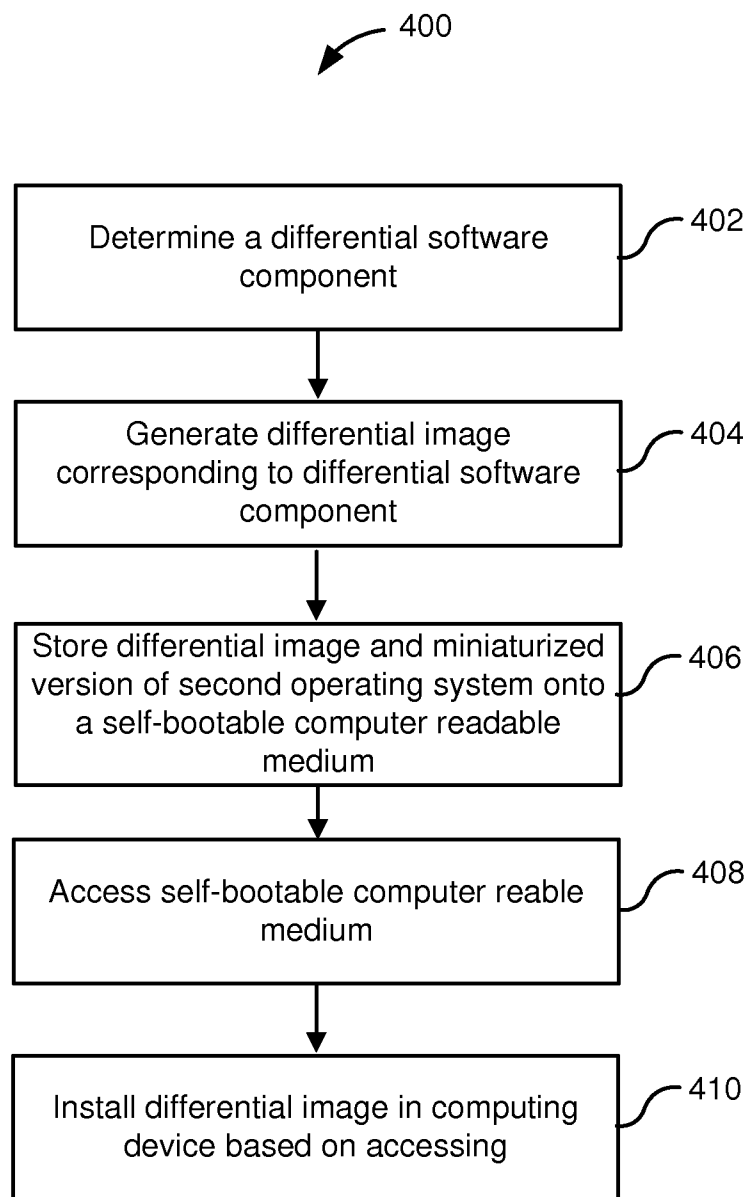 400
Determine a differential software
component
402
Generate differential image
corresponding to differential software
component
404
Store differential image and miniaturized
version of second operating system onto
a self-bootable computer readable
medium
406
Access self-bootable computer reable
medium
408
Install differential image in computing
device based on accessing
410